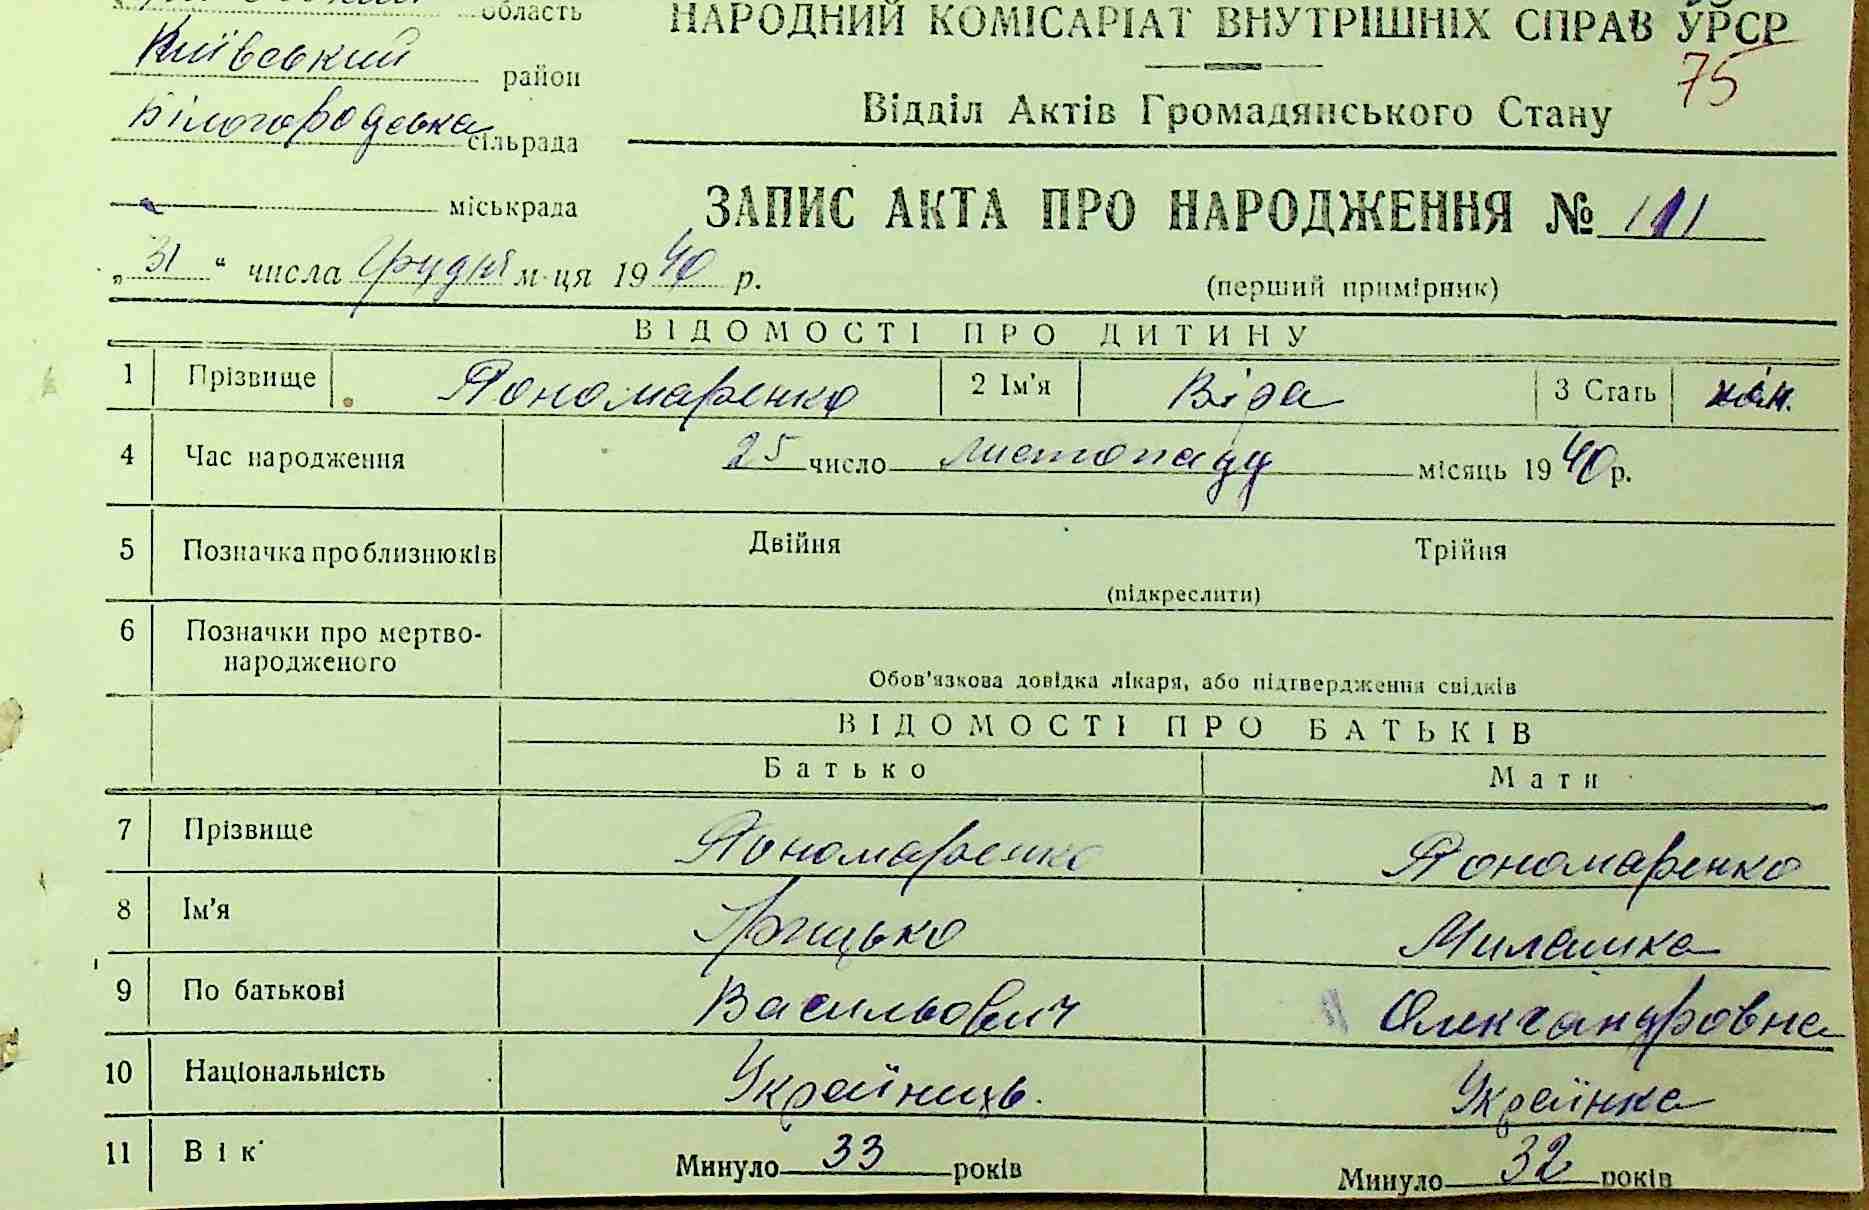 область
НАРОДНИЙ КОМІСАРІАТ ВНУТРІШНІХ СПРАВ УРСР
Київський район
75
Білогородська сільрада
Відділ Актів Громадянського Стану
міськрада
ЗАПИС АКТА ПРО НАРОДЖЕННЯ № 111
„31“ числа Грудня м-ця 1940 р.
(перший примірник)
ВІДОМОСТІ ПРО ДИТИНУ
1 Прізвище Пономаренко 2 Ім'я Віра 3 Стать жін.
4 Час народження 25 число листопаду місяць 1940 р.
5 Позначка про близнюків Двійня Трійня
(підкреслити)
6 Позначки про мертво-
народженого
Обов'язкова довідка лікаря, або підтвердження свідків
ВІДОМОСТІ ПРО БАТЬКІВ
Батько Мати
7 Прізвище Пономаренко Пономаренко
8 Ім'я Грицько Милашка
9 По батькові Васильович Олександровна
10 Національність Українець. Українка
11 Вік Минуло 33 років Минуло 32 років